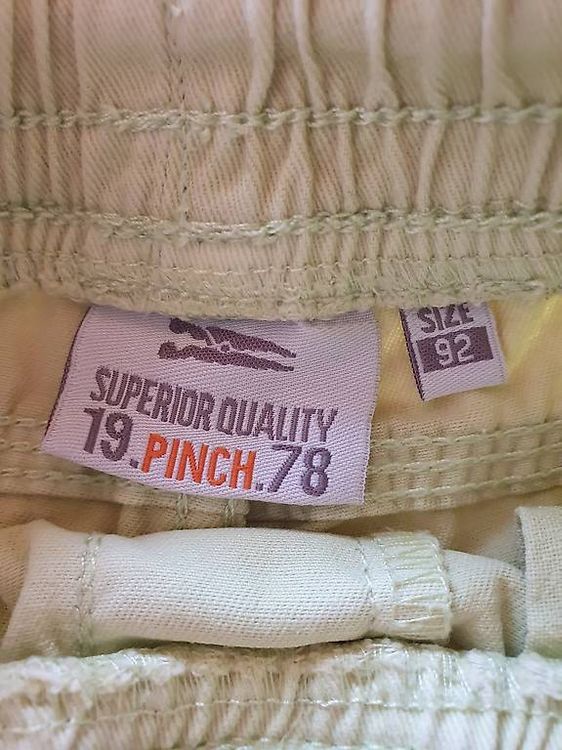 SUPERIOR QUALITY
19.PINCH.78
SIZE
92